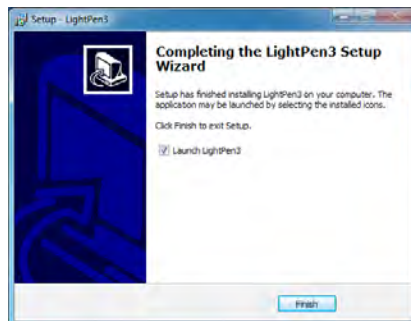 Setup - LightPen3
Completing the LightPen3 Setup
Wizard
Setup has finished installing LightPen3 on your computer. The
application may be launched by selecting the installed icons.
Click Finish to exit Setup.
Launch LightPen3
Finish